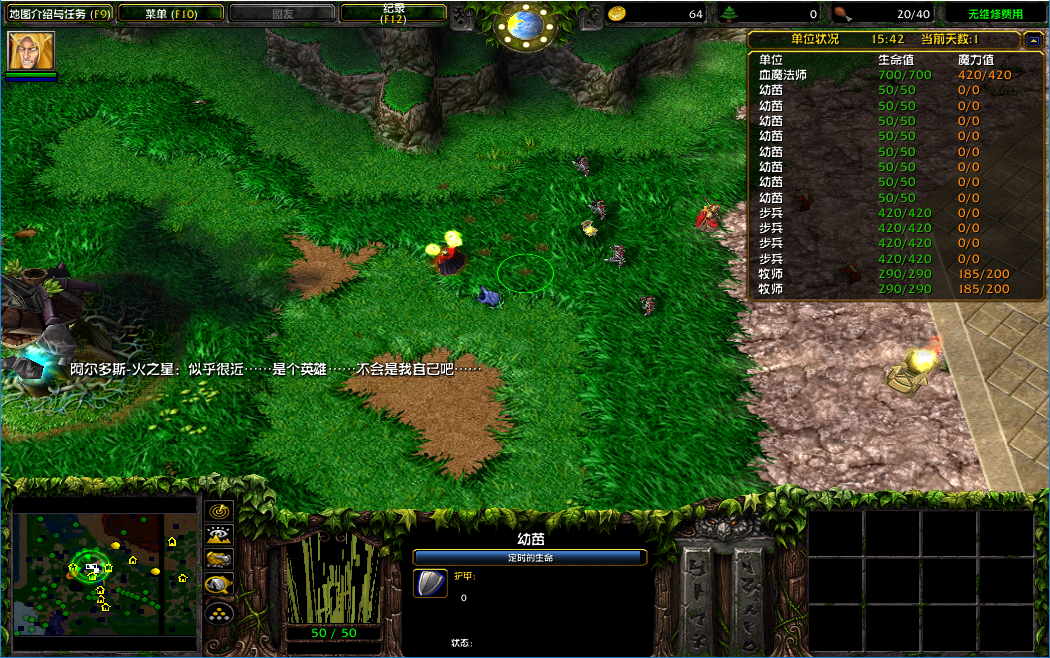 地图介绍与任务 (F9)
菜单 (F10)
盟友
纪录
(F12)
64
0
20/40
无维修费用
单位状况 15:42 当前天数:1
单位 生命值 魔力值
血魔法师 700/700 420/420
幼苗 50/50 0/0
幼苗 50/50 0/0
幼苗 50/50 0/0
幼苗 50/50 0/0
幼苗 50/50 0/0
幼苗 50/50 0/0
幼苗 50/50 0/0
幼苗 50/50 0/0
步兵 420/420 0/0
步兵 420/420 0/0
步兵 420/420 0/0
步兵 420/420 0/0
牧师 290/290 185/200
牧师 290/290 185/200
阿尔多斯-火之星：似乎很近……是个英雄……不会是我自己吧……
幼苗
定时的生命
护甲:
0
状态:
50 / 50